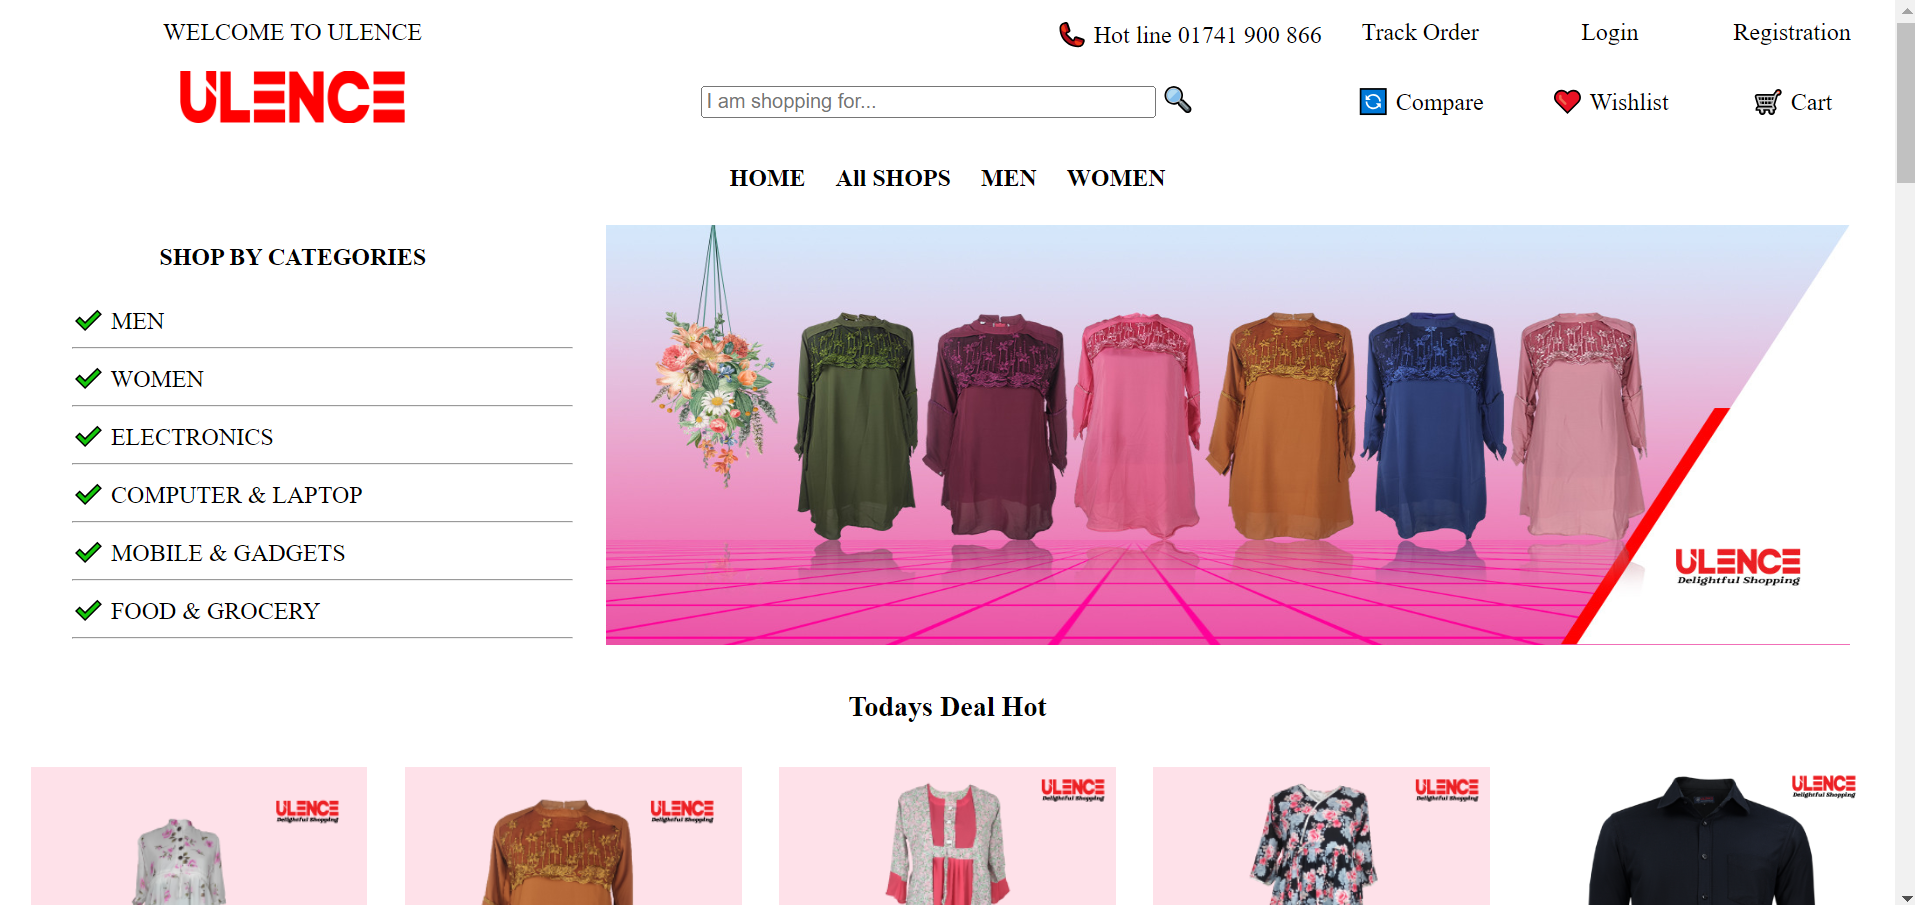 WELCOME TO ULENCE
Hot line 01741 900 866
Track Order
Login
Registration
ULENCE
I am shopping for...
Compare
Wishlist
Cart
HOME
All SHOPS
MEN
WOMEN
SHOP BY CATEGORIES
MEN
WOMEN
ELECTRONICS
COMPUTER & LAPTOP
MOBILE & GADGETS
FOOD & GROCERY
ULENCE
Delightful Shopping
Todays Deal Hot
ULENCE
Delightful Shopping
ULENCE
Delightful Shopping
ULENCE
Delightful Shopping
ULENCE
Delightful Shopping
ULENCE
Delightful Shopping